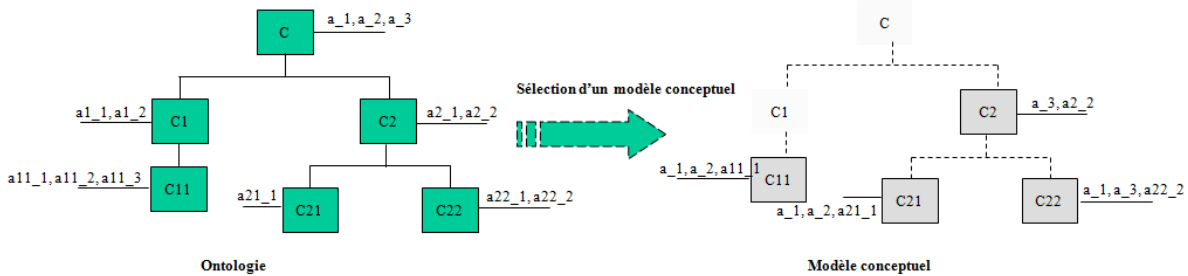 C
a_1, a_2, a_3
a1_1, a1_2
C1
C2
a2_1, a2_2
a11_1, a11_2, a11_3
C11
a21_1
C21
C22
a22_1, a22_2
Ontologie
Sélection d'un modèle conceptuel
C
C1
C2
a_3, a2_2
a_1, a_2, a11_1
C11
a_1, a_2, a21_1
C21
C22
a_1, a_3, a22_2
Modèle conceptuel